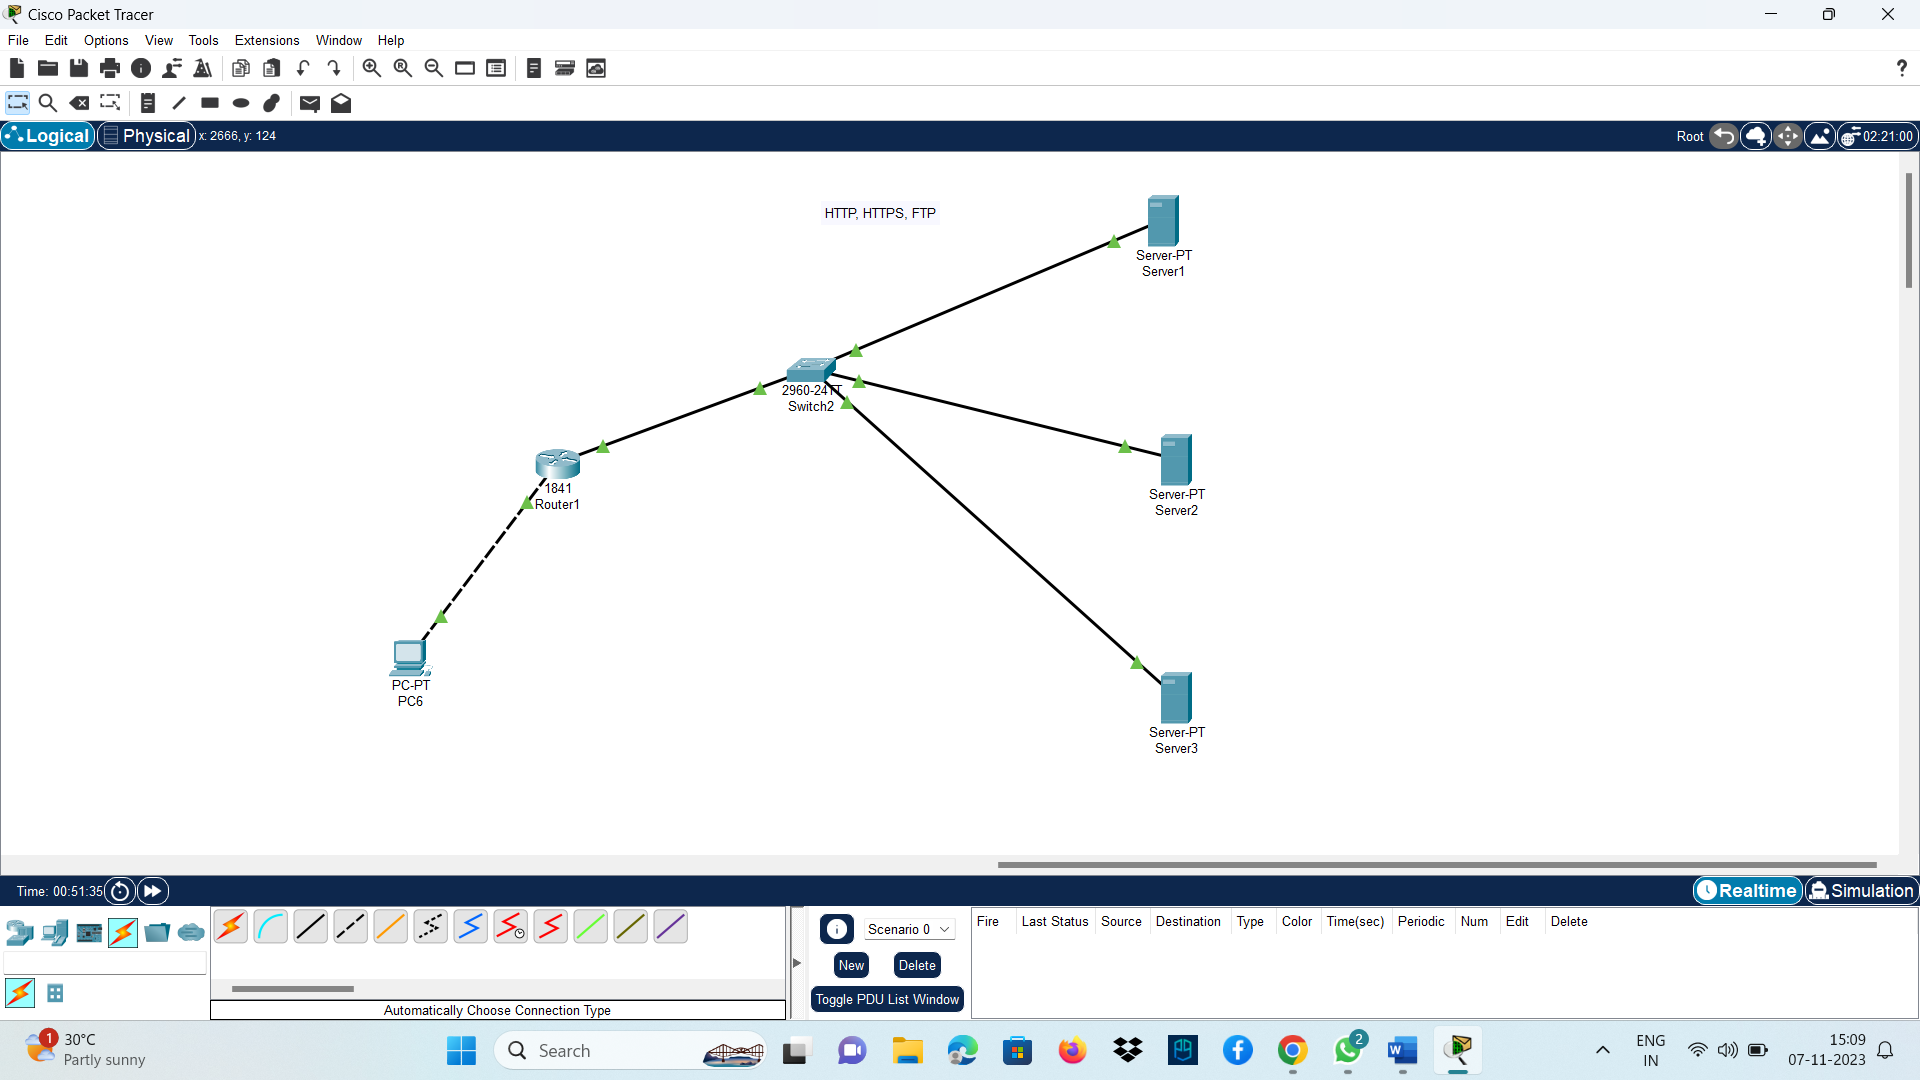 Cisco Packet Tracer
File Edit Options View Tools Extensions Window Help
?
Logical Physical x: 2666, y: 124 Root 02:21:00
HTTP, HTTPS, FTP
Server-PT
Server1
2960-24TT
Switch2
1841
Router1
Server-PT
Server2
PC-PT
PC6
Server-PT
Server3
Time: 00:51:35 Realtime Simulation
Scenario 0
New Delete
Toggle PDU List Window
Fire Last Status Source Destination Type Color Time(sec) Periodic Num Edit Delete
Automatically Choose Connection Type
1 30°C
Partly sunny
Search
2
ENG
IN
15:09
07-11-2023